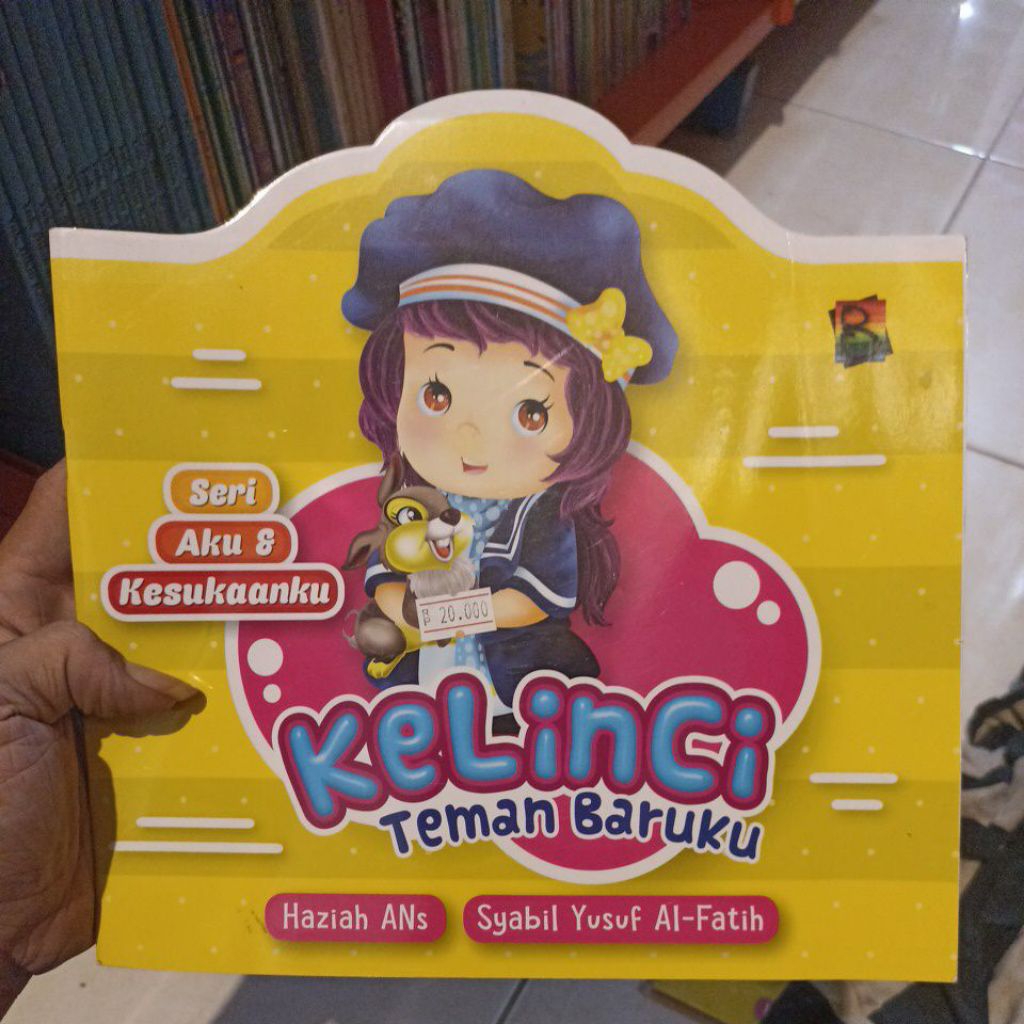 Seri
Aku &
Kesukaanku
20.000
KeLinci
Teman Baruku
Haziah ANs
Syabil Yusuf Al-Fatih